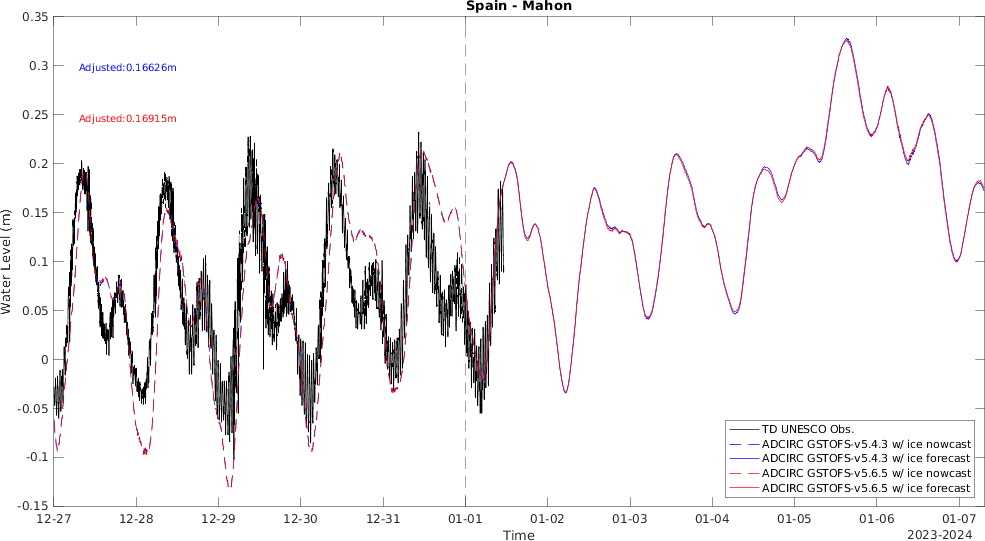 Spain - Mahon
0.35
0.3
0.25
0.2
0.15
0.1
0.05
0
-0.05
-0.1
-0.15
Water Level (m)
Adjusted:0.16626m
Adjusted:0.16915m
TD UNESCO Obs.
ADCIRC GSTOFS-v5.4.3 w/ ice nowcast
ADCIRC GSTOFS-v5.4.3 w/ ice forecast
ADCIRC GSTOFS-v5.6.5 w/ ice nowcast
ADCIRC GSTOFS-v5.6.5 w/ ice forecast
12-27 12-28 12-29 12-30 12-31 01-01 01-02 01-03 01-04 01-05 01-06 01-07
Time
2023-2024